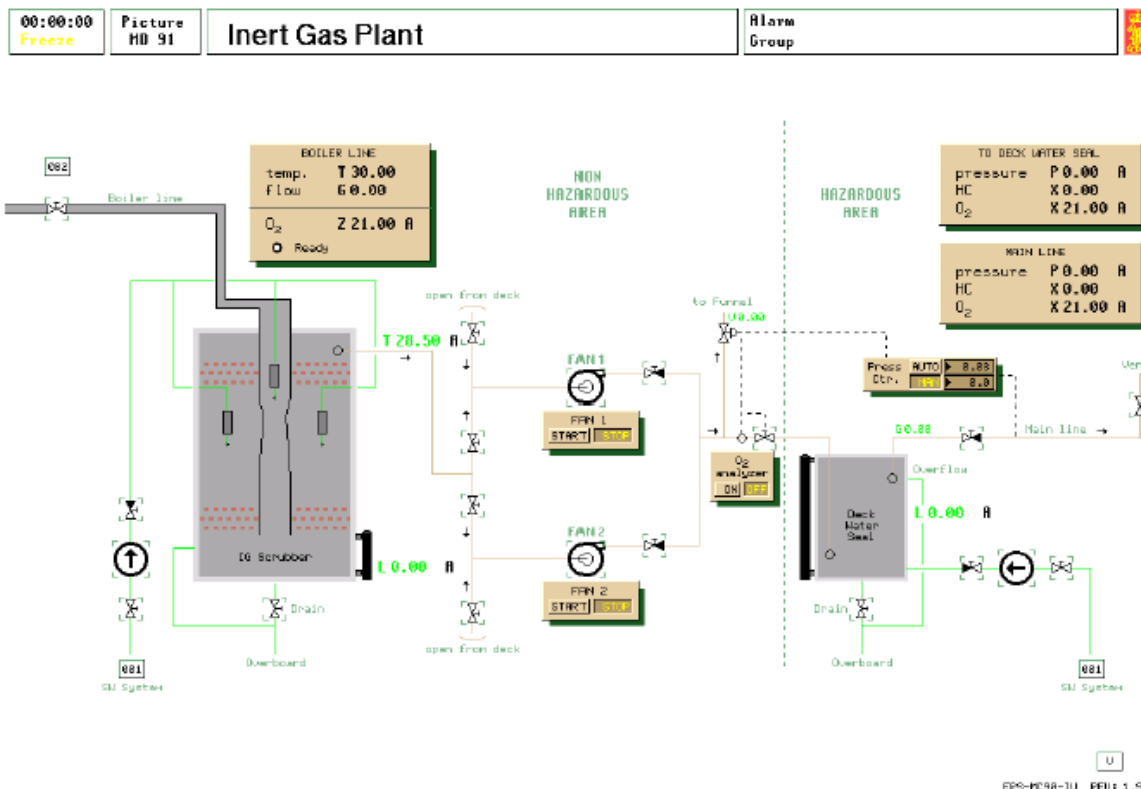 00:00:00
Freeze
Picture
MD 91
Inert Gas Plant
Alarm
Group
082
Boiler line
BOILER LINE
temp. T 30.00
flow G 0.00
O2 Z 21.00 A
Ready
NON
HAZARDOUS
AREA
HAZARDOUS
AREA
TO DECK WATER SEAL
pressure P 0.00 A
HC X 0.00
O2 X 21.00 A
MAIN LINE
pressure P 0.00 A
HC X 0.00
O2 X 21.00 A
open from deck
to Funnel
V 0.00
T 28.50 A
FAN 1
FAN 1
START STOP
Press AUTO 0.03
Ctr. MAN 0.0
G 0.00
Main line
O2
analyzer
ON OFF
Overflow
Deck
Water
Seal
L 0.00 A
FAN 2
FAN 2
START STOP
IG Scrubber
L 0.00 A
Drain
Drain
open from deck
Overboard
Overboard
001
SW System
001
SW System
U